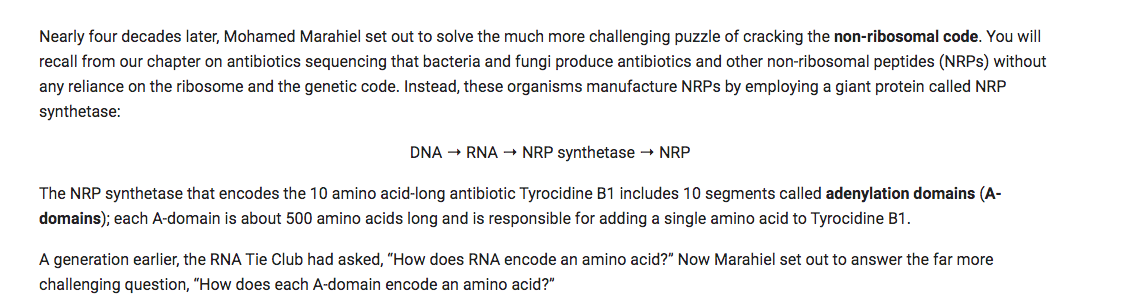 Nearly four decades later, Mohamed Marahiel set out to solve the much more challenging puzzle of cracking the non-ribosomal code. You will
recall from our chapter on antibiotics sequencing that bacteria and fungi produce antibiotics and other non-ribosomal peptides (NRPs) without
any reliance on the ribosome and the genetic code. Instead, these organisms manufacture NRPs by employing a giant protein called NRP
synthetase:
DNA → RNA → NRP synthetase → NRP
The NRP synthetase that encodes the 10 amino acid-long antibiotic Tyrocidine B1 includes 10 segments called adenylation domains (A-
domains); each A-domain is about 500 amino acids long and is responsible for adding a single amino acid to Tyrocidine B1.
A generation earlier, the RNA Tie Club had asked, “How does RNA encode an amino acid?” Now Marahiel set out to answer the far more
challenging question, “How does each A-domain encode an amino acid?”